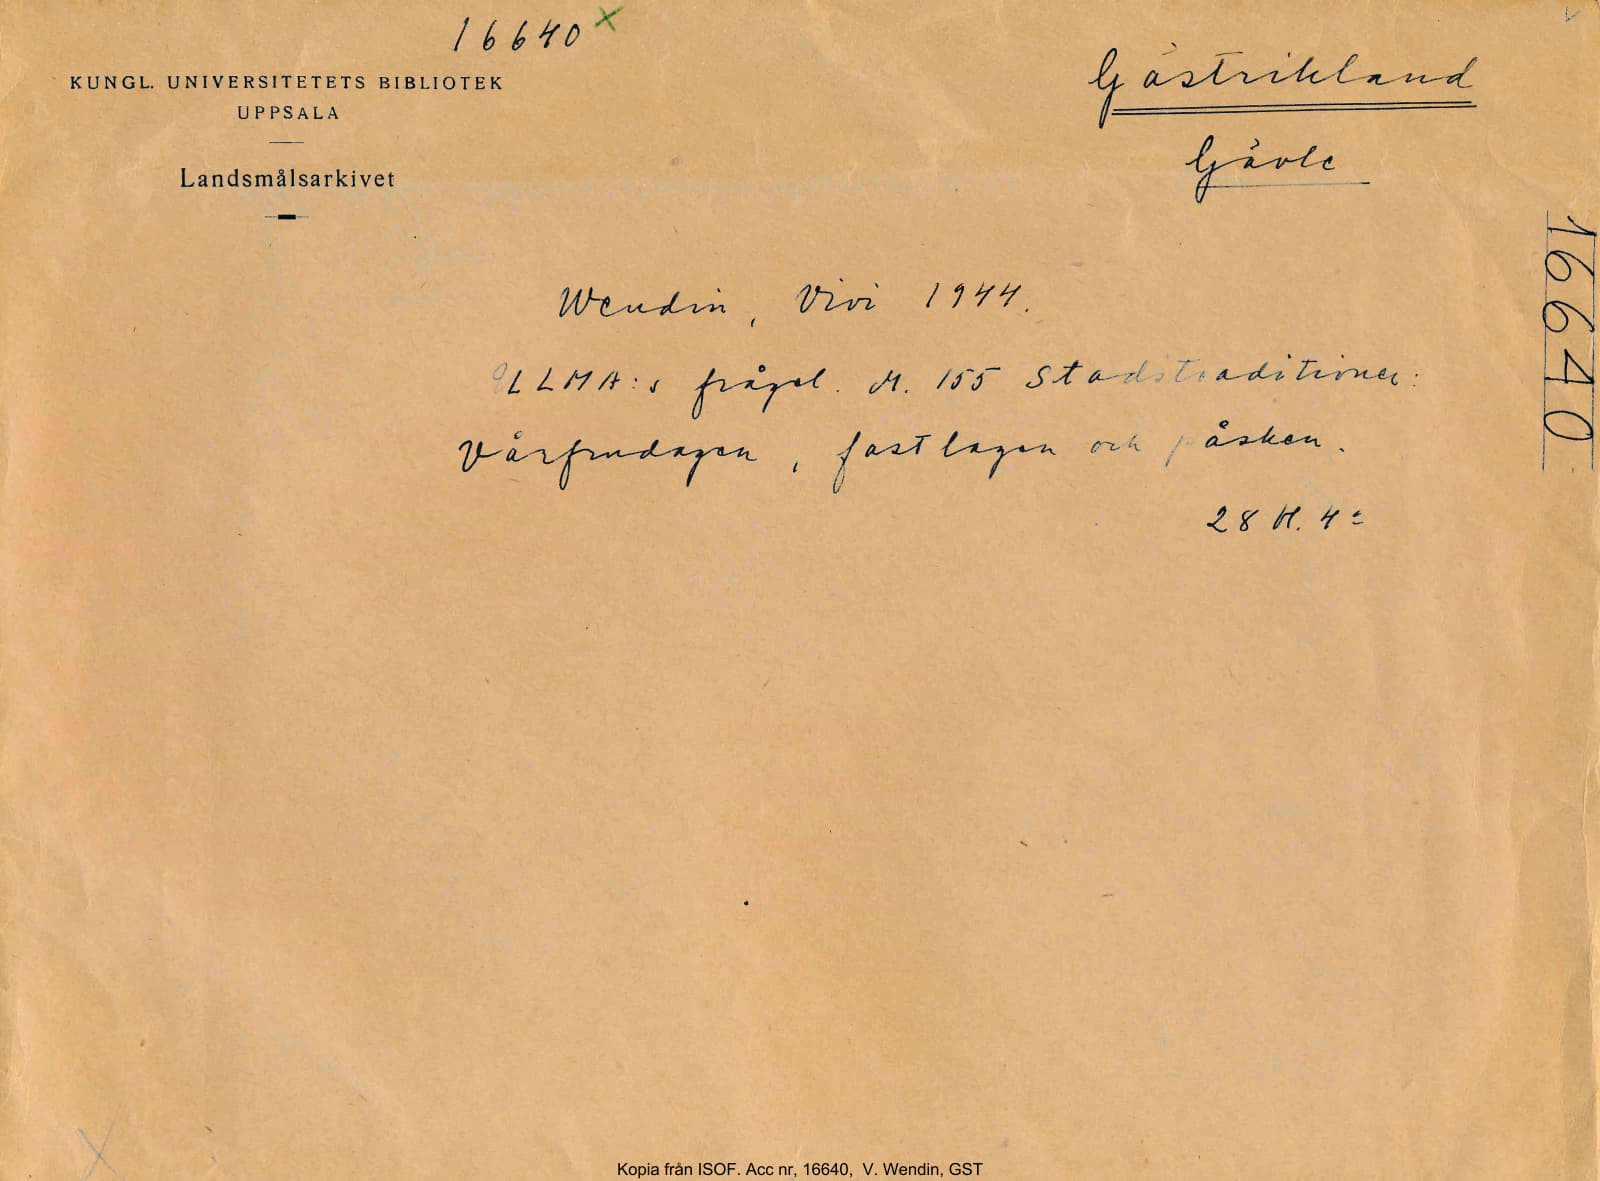 16640 x
KUNGL. UNIVERSITETETS BIBLIOTEK
UPPSALA
Landsmålsarkivet
Gästrikland
Gävle
16640
Wendin, Vivi 1944.
ULMA:s frågel. M. 155 Stadstraditioner:
Vårfrudagen, fastlagen och påsken.
28 bl. 4:o
Kopia från ISOF. Acc nr, 16640, V. Wendin, GST